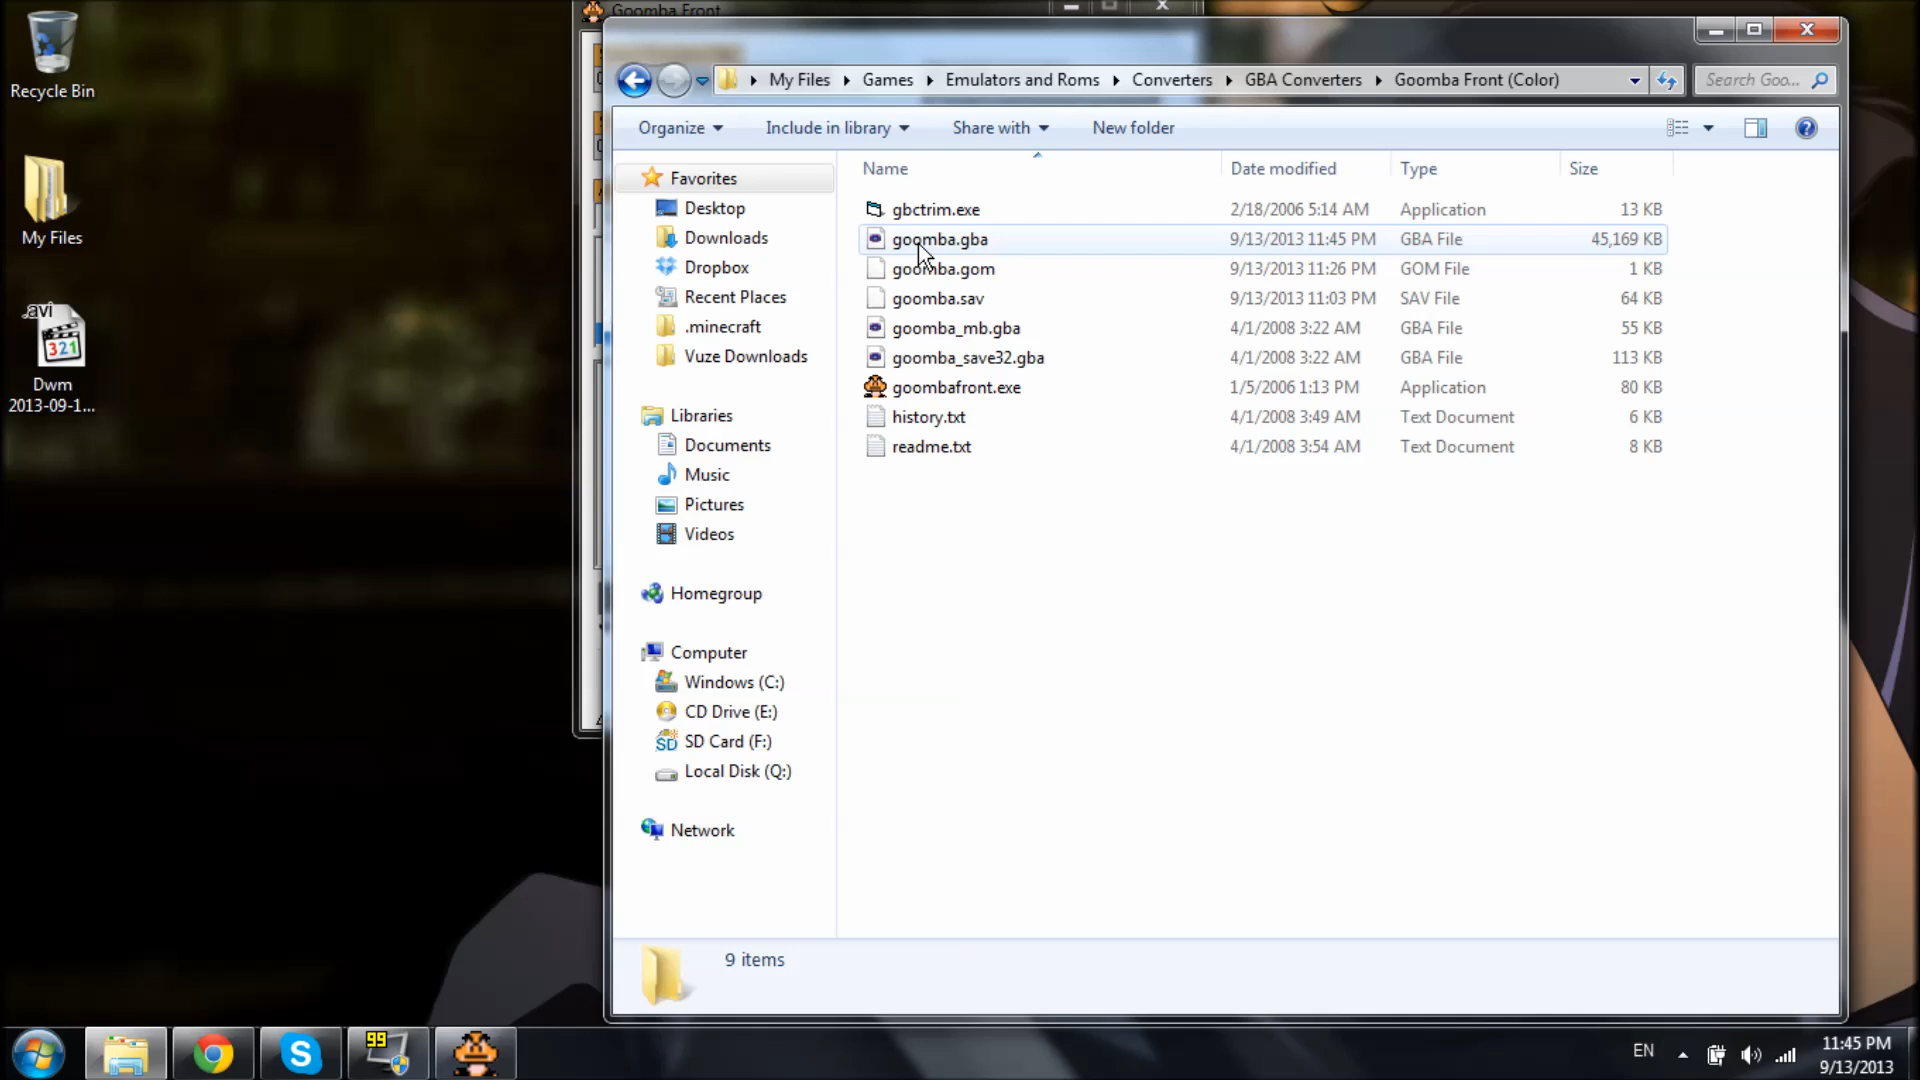 Goomba Front
Recycle Bin
My Files
.avi
321
Dwm
2013-09-1...
My Files Games Emulators and Roms Converters GBA Converters Goomba Front (Color)
Search Goo...
Organize Include in library Share with New folder
Name Date modified Type Size
Favorites
Desktop
Downloads
Dropbox
Recent Places
.minecraft
Vuze Downloads
Libraries
Documents
Music
Pictures
Videos
Homegroup
Computer
Windows (C:)
CD Drive (E:)
SD Card (F:)
Local Disk (Q:)
Network
gbctrim.exe 2/18/2006 5:14 AM Application 13 KB
goomba.gba 9/13/2013 11:45 PM GBA File 45,169 KB
goomba.gom 9/13/2013 11:26 PM GOM File 1 KB
goomba.sav 9/13/2013 11:03 PM SAV File 64 KB
goomba_mb.gba 4/1/2008 3:22 AM GBA File 55 KB
goomba_save32.gba 4/1/2008 3:22 AM GBA File 113 KB
goombafront.exe 1/5/2006 1:13 PM Application 80 KB
history.txt 4/1/2008 3:49 AM Text Document 6 KB
readme.txt 4/1/2008 3:54 AM Text Document 8 KB
9 items
99
EN
11:45 PM
9/13/2013